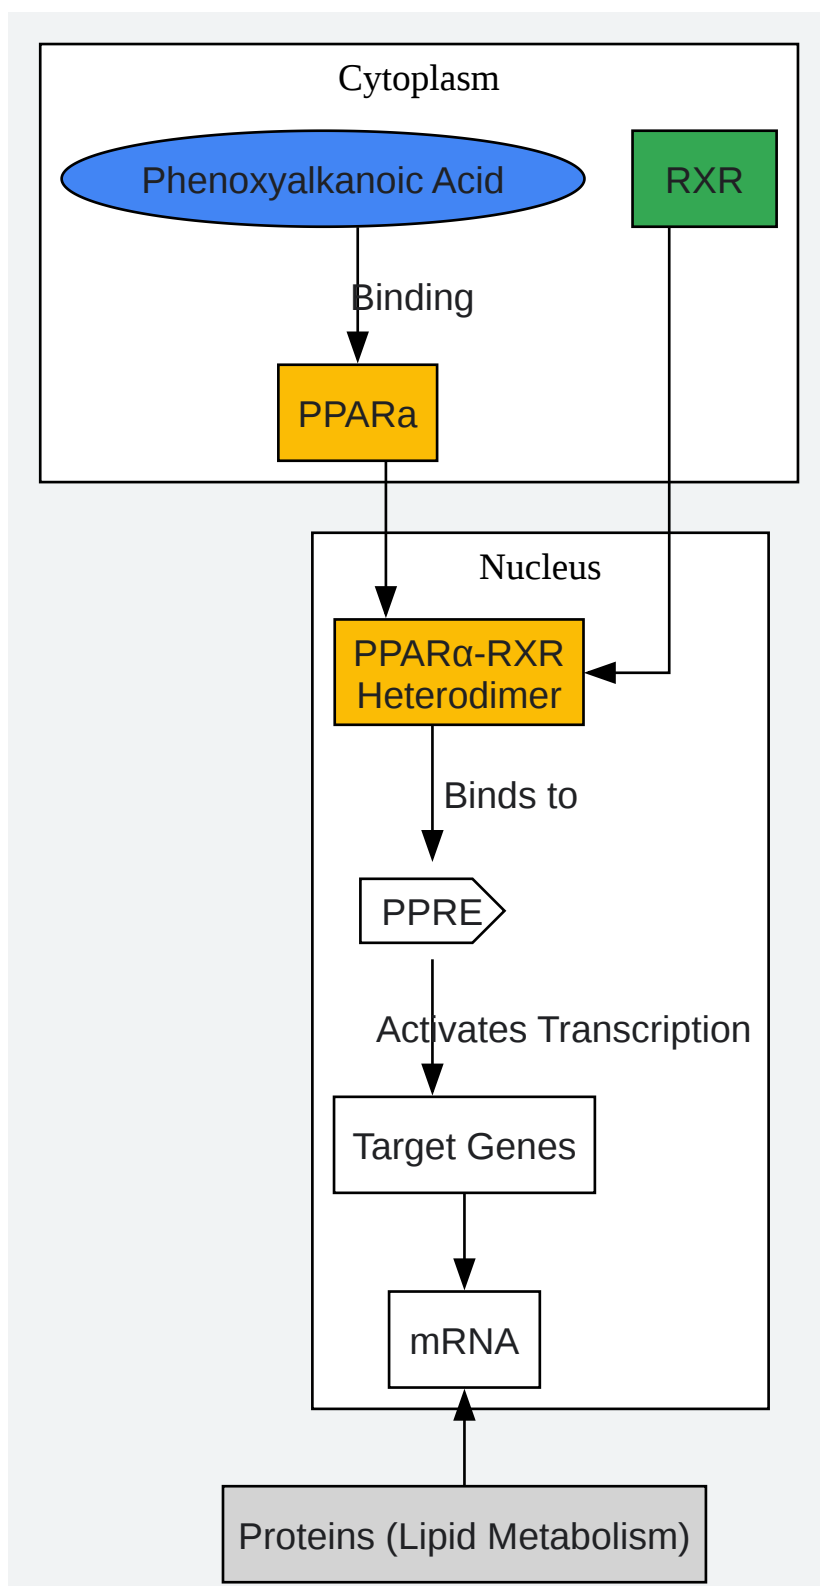 Cytoplasm
Phenoxyalkanoic Acid
RXR
Binding
PPARa
Nucleus
PPARα-RXR
Heterodimer
Binds to
PPRE
Activates Transcription
Target Genes
mRNA
Proteins (Lipid Metabolism)